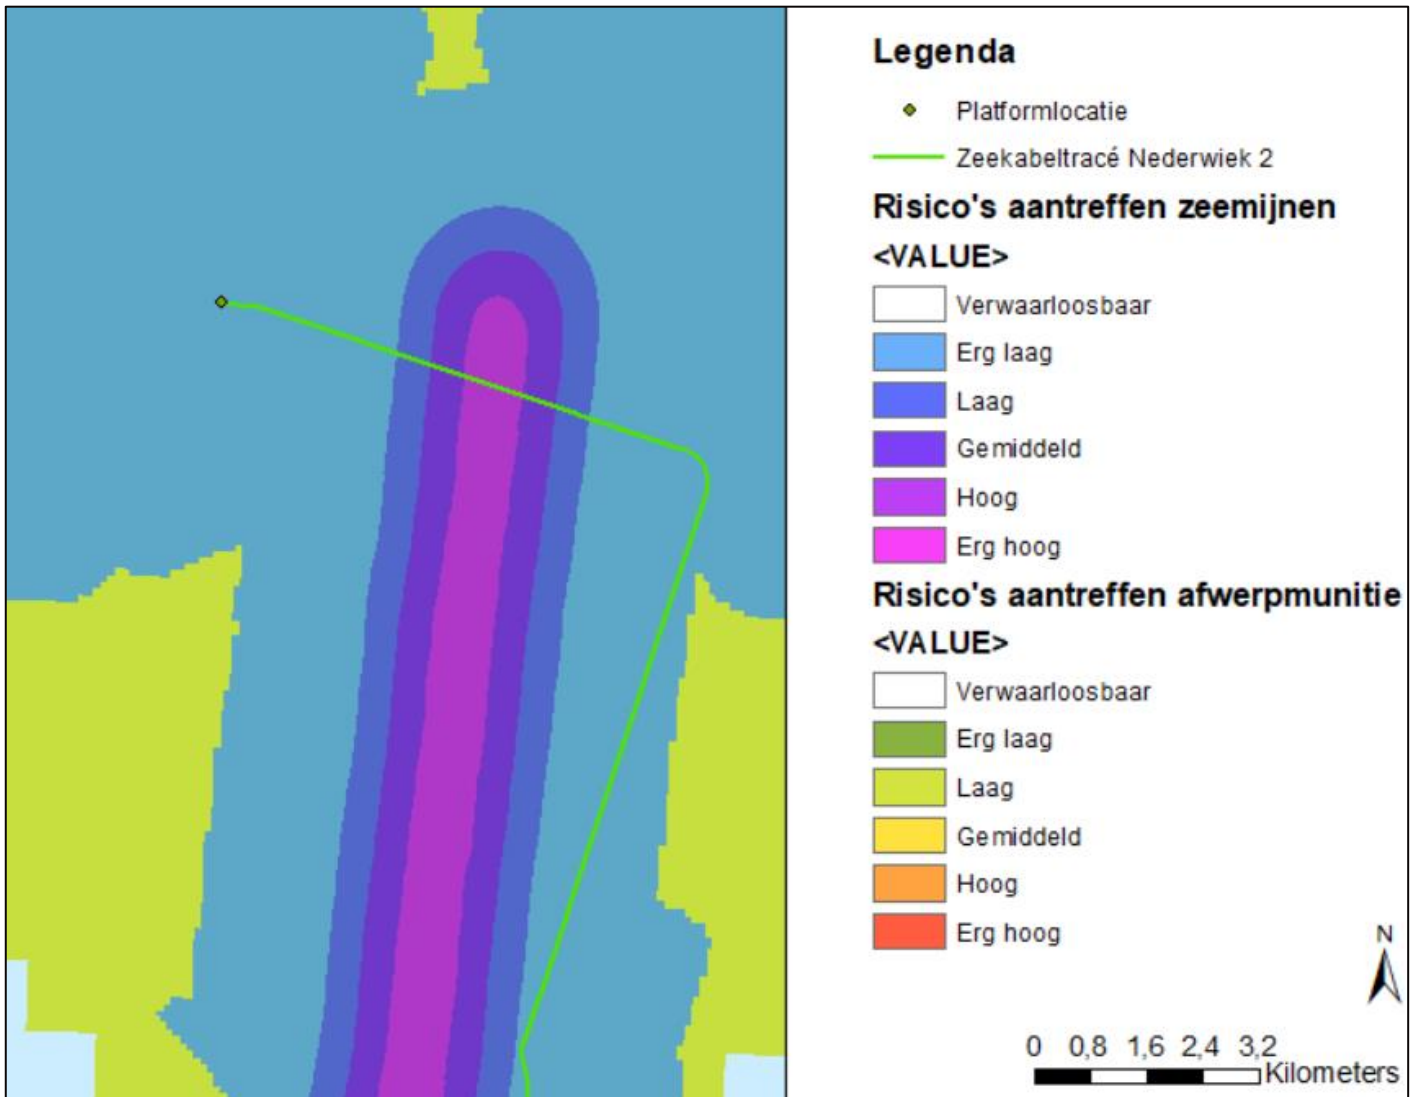 Legenda
Platformlocatie
Zeekabeltracé Nederwiek 2
Risico's aantreffen zeemijnen
<VALUE>
Verwaarloosbaar
Erg laag
Laag
Gemiddeld
Hoog
Erg hoog
Risico's aantreffen afwerpmunitie
<VALUE>
Verwaarloosbaar
Erg laag
Laag
Gemiddeld
Hoog
Erg hoog
N
0 0,8 1,6 2,4 3,2
Kilometers